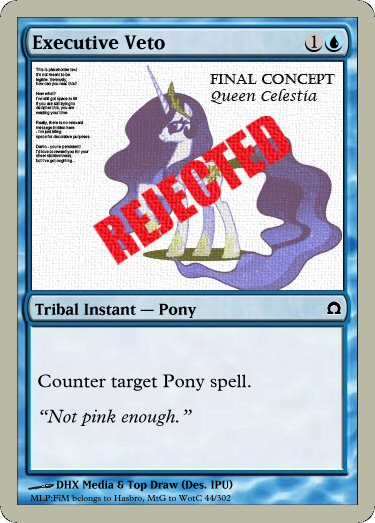 Executive Veto 1
This is placeholder text
It's not meant to be
legible. Seriously,
how can you read this?
Now what?
I've still got space to fill
If you are still trying to
decipher this, you are
wasting your time
Really, there is no relevant
message hidden here
- I'm just filling
space for decorative purposes
Damn - you're persistent!
I'd love to reward you for your
sheer stubbornness,
but I've got nothing...
FINAL CONCEPT
Queen Celestia
REJECTED
Tribal Instant — Pony
Counter target Pony spell.
“Not pink enough.”
DHX Media & Top Draw (Des. IPU)
MLP:FiM belongs to Hasbro, MtG to WotC 44/302